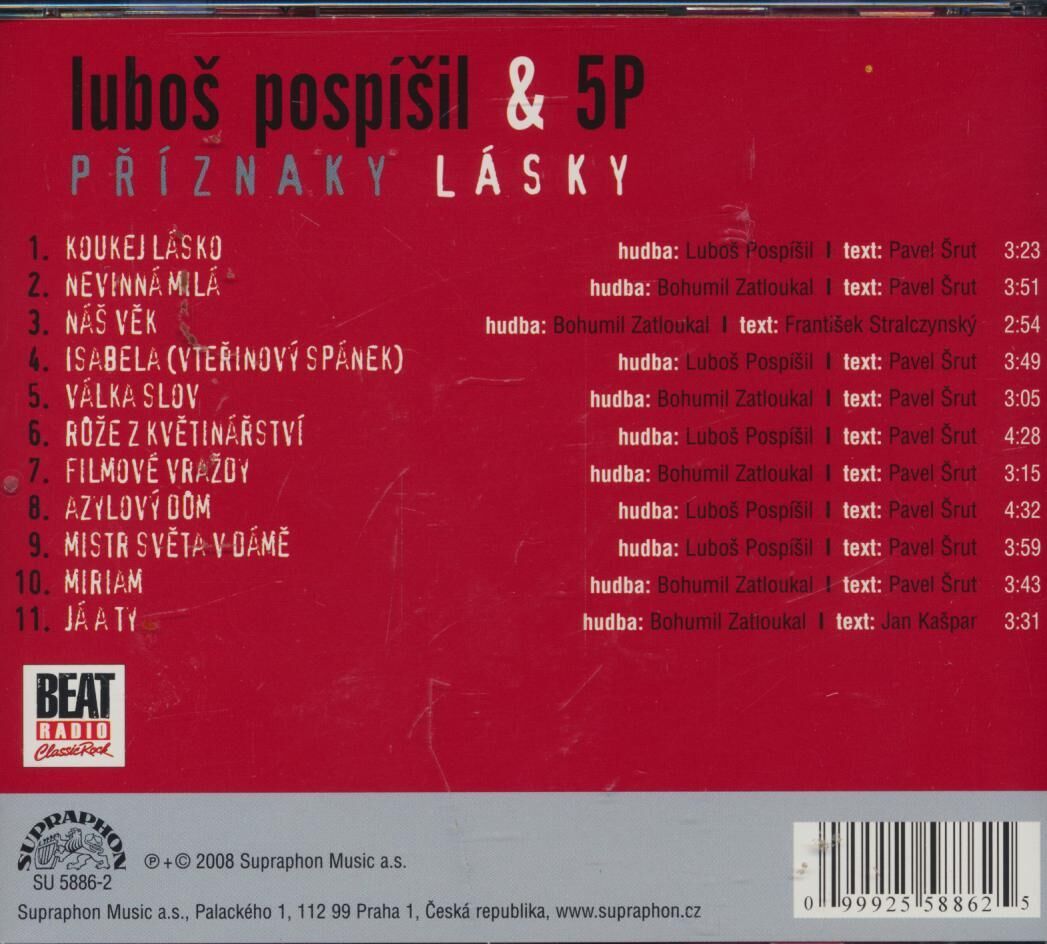 luboš pospíšil & 5P
PŘÍZNAKY LÁSKY
1. KOUKEJ LÁSKO hudba: Luboš Pospíšil | text: Pavel Šrut 3:23
2. NEVINNÁ MILÁ hudba: Bohumil Zatloukal | text: Pavel Šrut 3:51
3. NÁŠ VĚK hudba: Bohumil Zatloukal | text: František Stralczynský 2:54
4. ISABELA (VTEŘINOVÝ SPÁNEK) hudba: Luboš Pospíšil | text: Pavel Šrut 3:49
5. VÁLKA SLOV hudba: Bohumil Zatloukal | text: Pavel Šrut 3:05
6. RŮŽE Z KVĚTINÁŘSTVÍ hudba: Luboš Pospíšil | text: Pavel Šrut 4:28
7. FILMOVÉ VRAŽDY hudba: Bohumil Zatloukal | text: Pavel Šrut 3:15
8. AZYLOVÝ DŮM hudba: Luboš Pospíšil | text: Pavel Šrut 4:32
9. MISTR SVĚTA V DÁMĚ hudba: Luboš Pospíšil | text: Pavel Šrut 3:59
10. MIRIAM hudba: Bohumil Zatloukal | text: Pavel Šrut 3:43
11. JÁ A TY hudba: Bohumil Zatloukal | text: Jan Kašpar 3:31
BEAT
RADIO
ClassicRock
SUPRAPHON
SU 5886-2
℗ + © 2008 Supraphon Music a.s.
Supraphon Music a.s., Palackého 1, 112 99 Praha 1, Česká republika, www.supraphon.cz
0 99925 58862 5